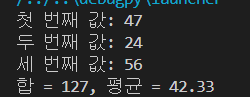 /../..\debugpy\launcher
첫 번째 값: 47
두 번째 값: 24
세 번째 값: 56
합 = 127, 평균 = 42.33